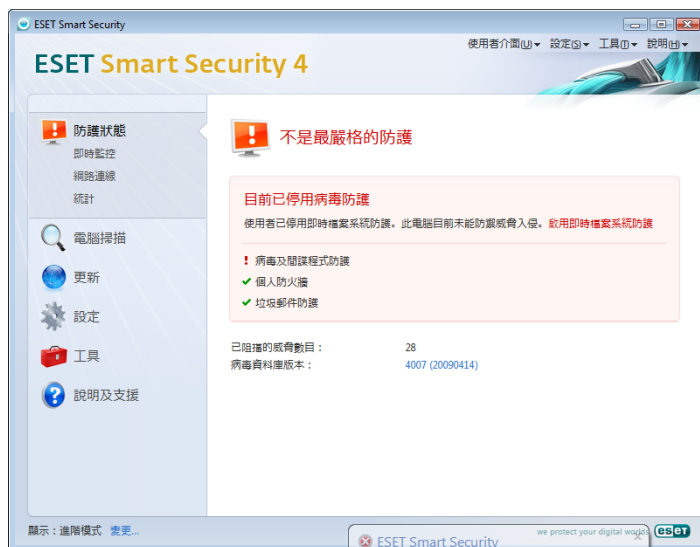 ESET Smart Security
使用者介面(U) 設定(S) 工具(T) 說明(H)
ESET Smart Security 4
防護狀態
即時監控
網路連線
統計
電腦掃描
更新
設定
工具
說明及支援
不是最嚴格的防護
目前已停用病毒防護
使用者已停用即時檔案系統防護。此電腦目前未能防禦威脅入侵。啟用即時檔案系統防護
病毒及間諜程式防護
個人防火牆
垃圾郵件防護
已阻擋的威脅數目： 28
病毒資料庫版本： 4007 (20090414)
顯示：進階模式 變更...
ESET Smart Security
we protect your digital worlds eset